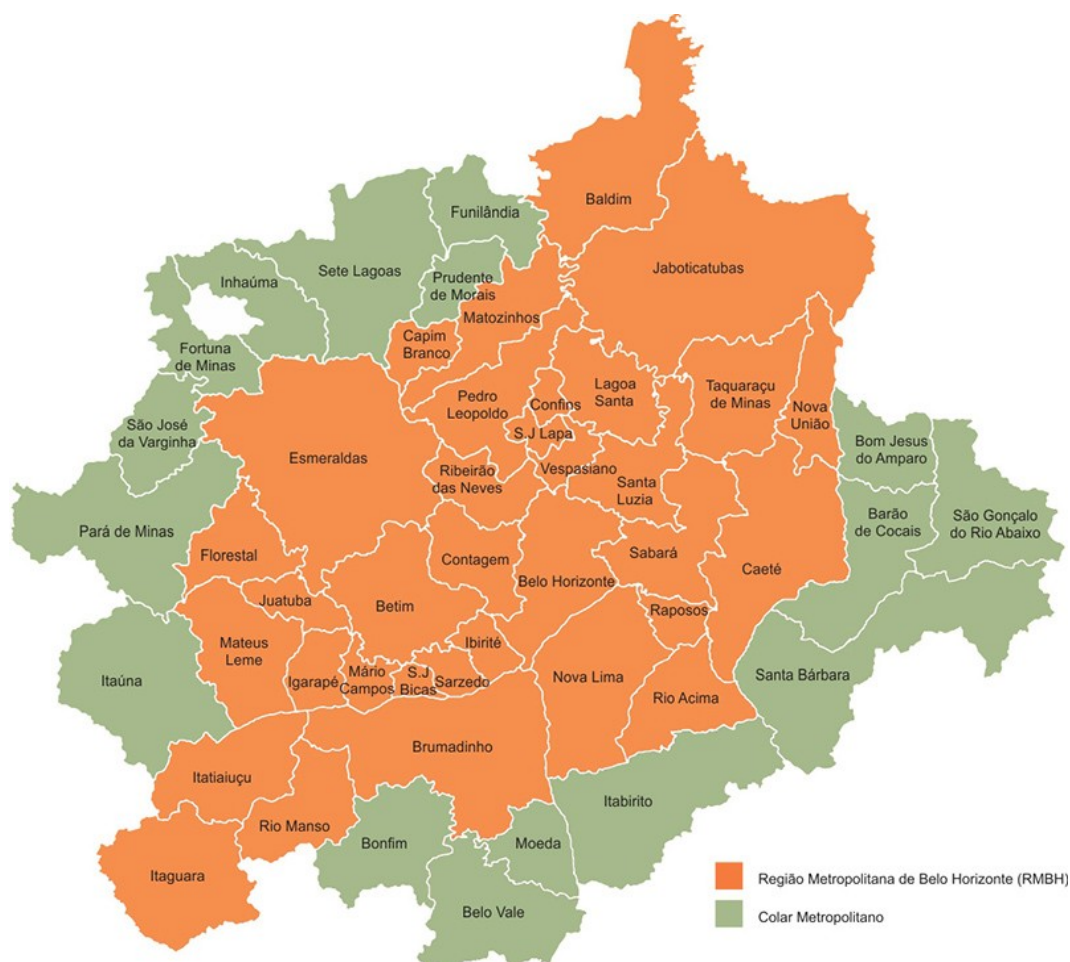 Baldim
Funilândia
Jaboticatubas
Sete Lagoas
Inhaúma
Prudente
de Morais
Matozinhos
Capim
Branco
Fortuna
de Minas
Pedro
Leopoldo
Confins
Lagoa
Santa
Taquaraçu
de Minas
Nova
União
São José
da Varginha
S.J Lapa
Bom Jesus
do Amparo
Esmeraldas
Ribeirão
das Neves
Vespasiano
Santa
Luzia
Barão
de Cocais
São Gonçalo
do Rio Abaixo
Pará de Minas
Florestal
Contagem
Belo Horizonte
Sabará
Caeté
Juatuba
Betim
Raposos
Mateus
Leme
Ibirité
Igarapé
Mário
Campos
S.J
Bicas
Sarzedo
Nova Lima
Rio Acima
Santa Bárbara
Itaúna
Brumadinho
Itatiaiuçu
Itabirito
Rio Manso
Bonfim
Moeda
Itaguara
Belo Vale
Região Metropolitana de Belo Horizonte (RMBH)
Colar Metropolitano